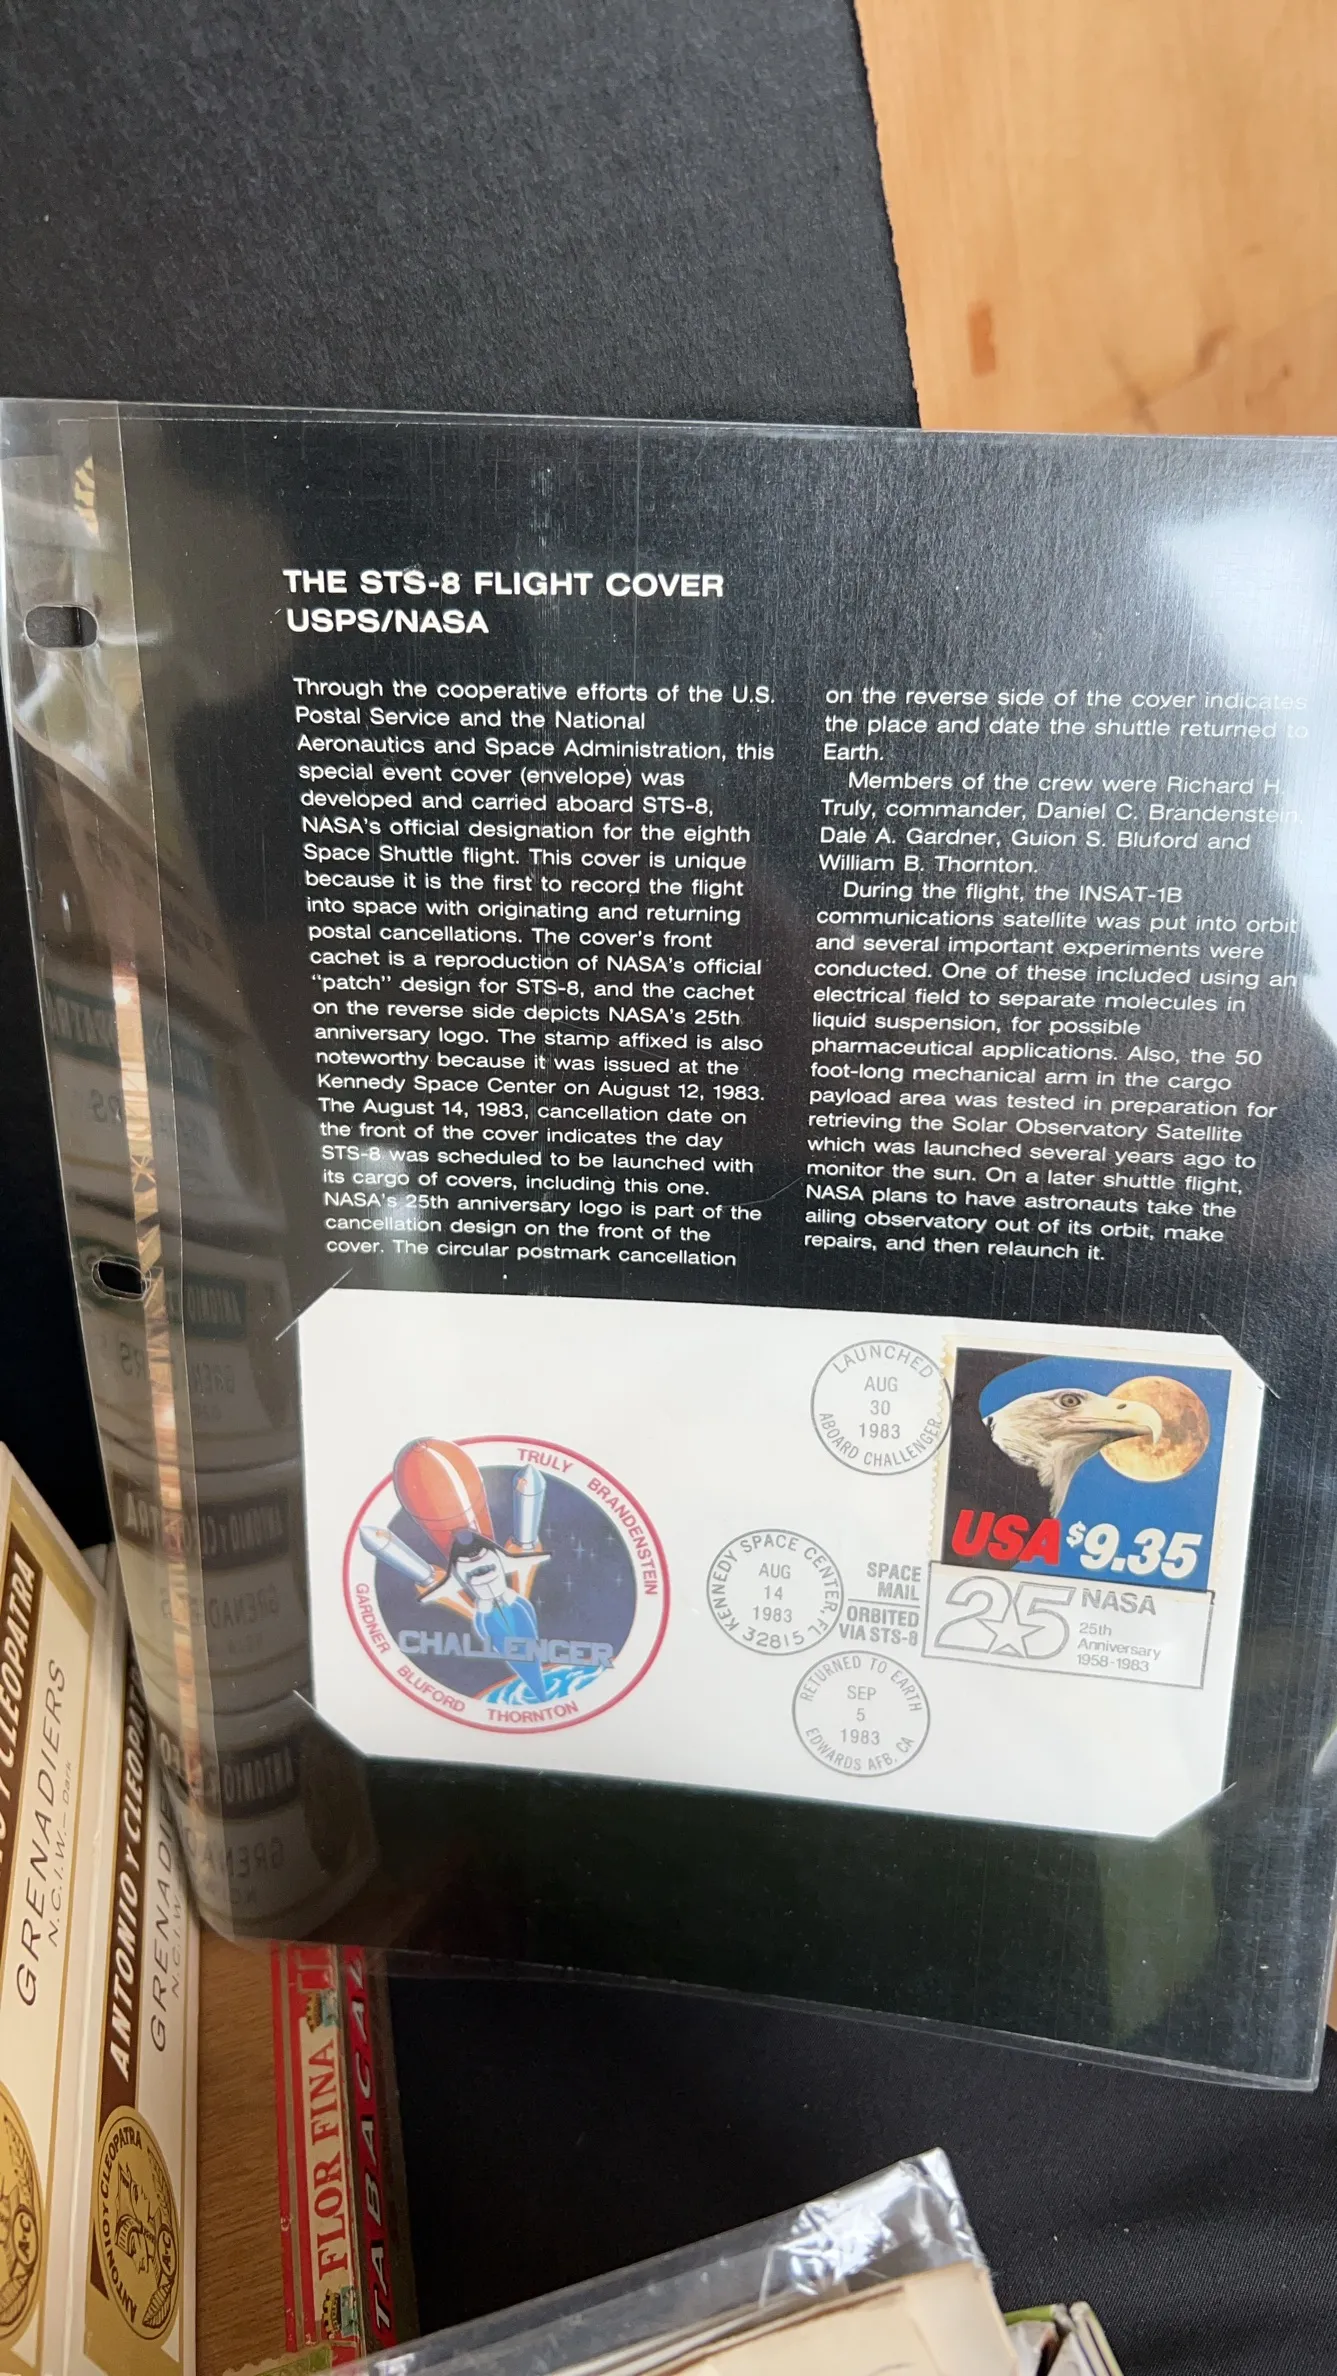 THE STS-8 FLIGHT COVER
USPS/NASA
Through the cooperative efforts of the U.S.
Postal Service and the National
Aeronautics and Space Administration, this
special event cover (envelope) was
developed and carried aboard STS-8,
NASA's official designation for the eighth
Space Shuttle flight. This cover is unique
because it is the first to record the flight
into space with originating and returning
postal cancellations. The cover's front
cachet is a reproduction of NASA's official
"patch" design for STS-8, and the cachet
on the reverse side depicts NASA's 25th
anniversary logo. The stamp affixed is also
noteworthy because it was issued at the
Kennedy Space Center on August 12, 1983.
The August 14, 1983, cancellation date on
the front of the cover indicates the day
STS-8 was scheduled to be launched with
its cargo of covers, including this one.
NASA's 25th anniversary logo is part of the
cancellation design on the front of the
cover. The circular postmark cancellation
on the reverse side of the cover indicates
the place and date the shuttle returned to
Earth.
Members of the crew were Richard H.
Truly, commander, Daniel C. Brandenstein,
Dale A. Gardner, Guion S. Bluford and
William B. Thornton.
During the flight, the INSAT-1B
communications satellite was put into orbit
and several important experiments were
conducted. One of these included using an
electrical field to separate molecules in
liquid suspension, for possible
pharmaceutical applications. Also, the 50
foot-long mechanical arm in the cargo
payload area was tested in preparation for
retrieving the Solar Observatory Satellite
which was launched several years ago to
monitor the sun. On a later shuttle flight,
NASA plans to have astronauts take the
ailing observatory out of its orbit, make
repairs, and then relaunch it.
LAUNCHED
AUG
30
1983
ABOARD CHALLENGER
USA $9.35
TRULY BRANDENSTEIN
CHALLENGER
GARDNER BLUFORD THORNTON
KENNEDY SPACE CENTER, FL
AUG
14
1983
32815
SPACE
MAIL
ORBITED
VIA STS-8
25 NASA
25th
Anniversary
1958-1983
RETURNED TO EARTH
SEP
5
1983
EDWARDS AFB, CA
Y CLEOPATRA
GRENADIERS
N.C.I.W.—Dark
ANTONIO Y CLEOPATRA
GRENADIE
N.C.I.W.
ANTONIO Y CLEOPATRA
A·C
FLOR FINA
TABACAL